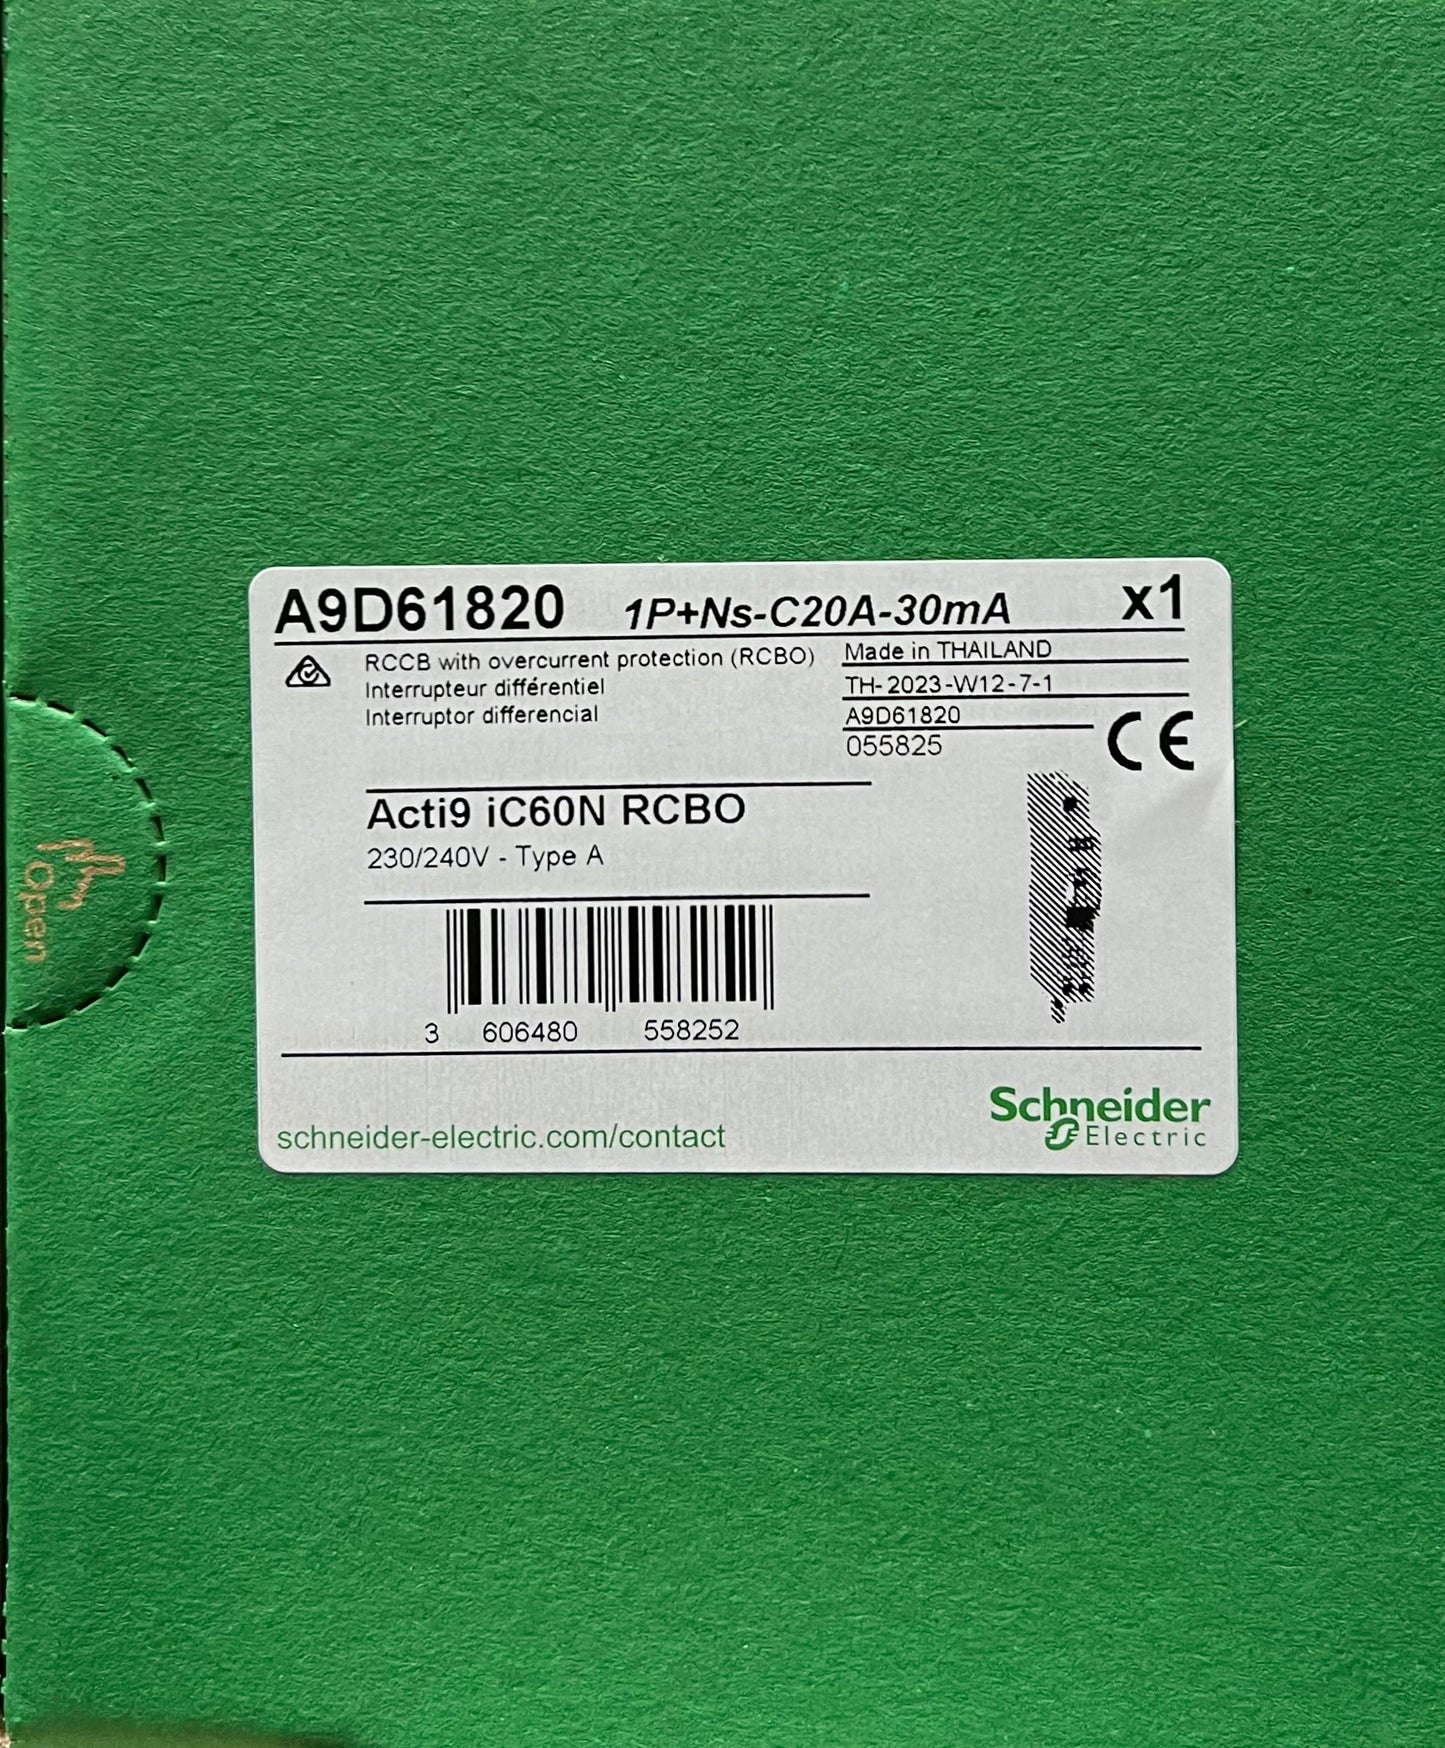 A9D61820 1P+Ns-C20A-30mA x1
RCCB with overcurrent protection (RCBO)
Interrupteur différentiel
Interruptor differencial
Made in THAILAND
TH-2023-W12-7-1
A9D61820
055825
CE
Acti9 iC60N RCBO
230/240V - Type A
3 606480 558252
schneider-electric.com/contact
Schneider
Electric
Open